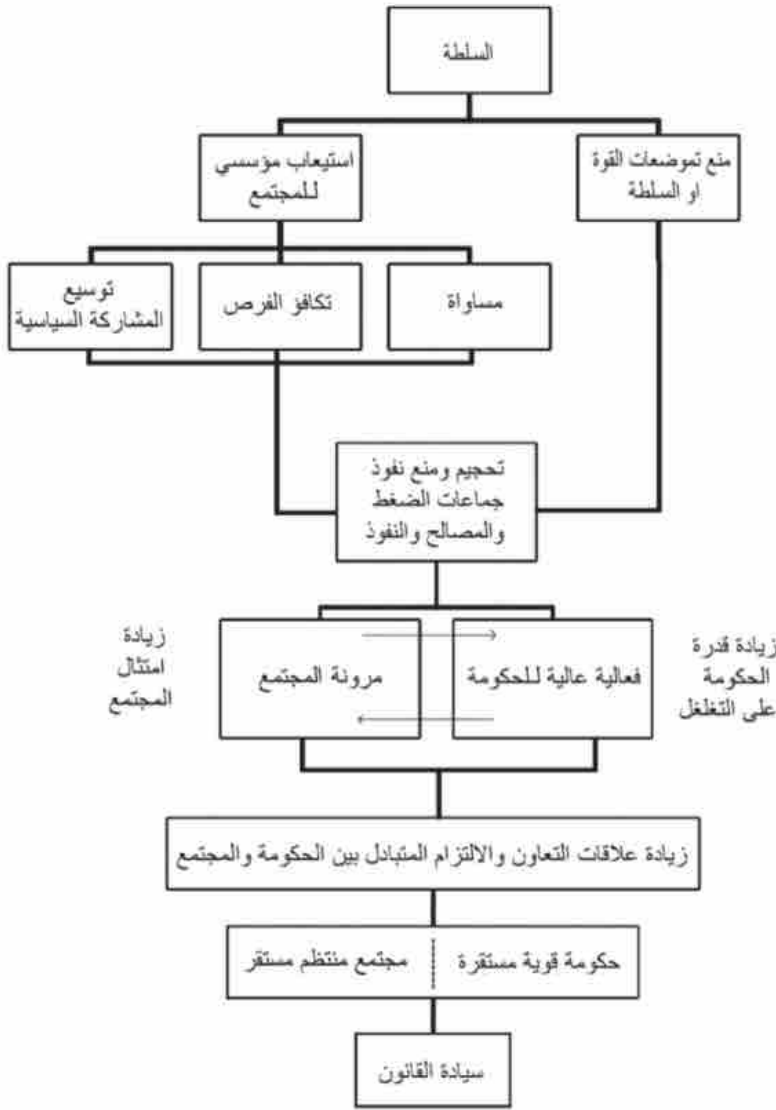 السلطة
منع تموضعات القوة
او السلطة
استيعاب مؤسسي
للمجتمع
مساواة
تكافؤ الفرص
توسيع
المشاركة السياسية
تحجيم ومنع نفوذ
جماعات الضغط
والمصالح والنفوذ
زيادة قدرة
الحكومة
على التغلغل
فعالية عالية للحكومة
مرونة المجتمع
زيادة
امتثال
المجتمع
زيادة علاقات التعاون والالتزام المتبادل بين الحكومة والمجتمع
حكومة قوية مستقرة
مجتمع منتظم مستقر
سيادة القانون